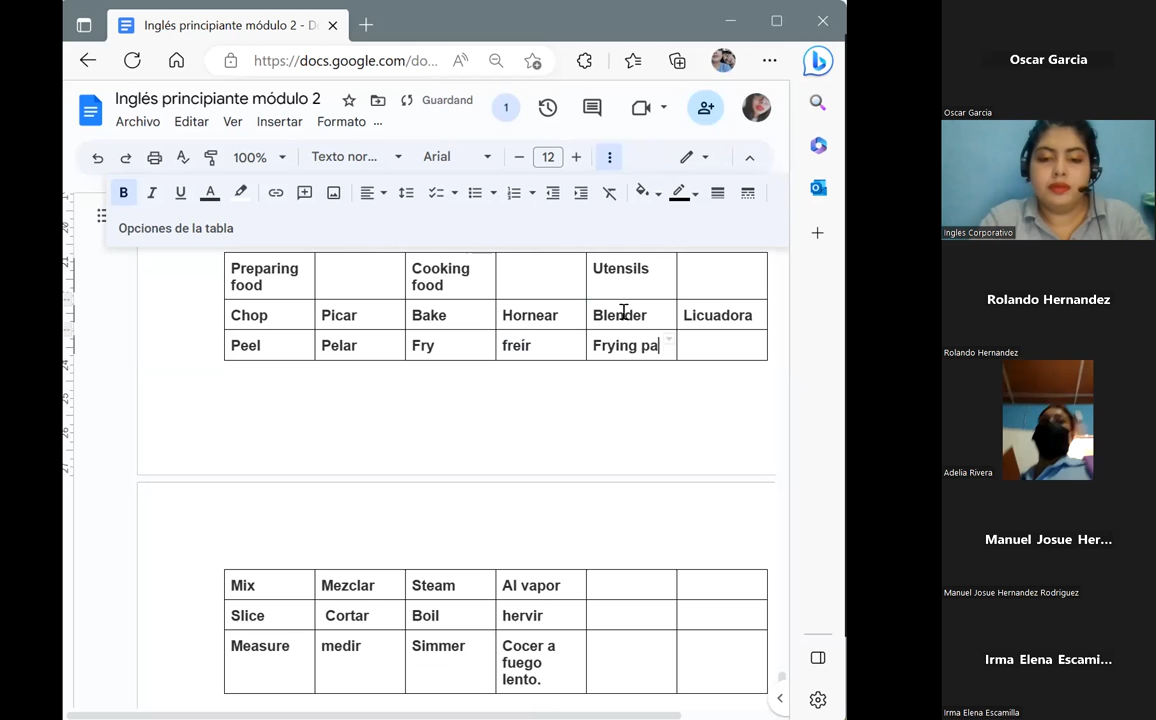 Inglés principiante módulo 2 - D
https://docs.google.com/do...
Inglés principiante módulo 2
Guardand
1
Archivo Editar Ver Insertar Formato ...
100% Texto nor... Arial 12
Opciones de la tabla
Preparing food Cooking food Utensils
Chop Picar Bake Hornear Blender Licuadora
Peel Pelar Fry freír Frying pa
Mix Mezclar Steam Al vapor
Slice Cortar Boil hervir
Measure medir Simmer Cocer a
fuego
lento.
Oscar Garcia
Oscar Garcia
Ingles Corporativo
Rolando Hernandez
Rolando Hernandez
Adelia Rivera
Manuel Josue Her...
Manuel Josue Hernandez Rodriguez
Irma Elena Escami...
Irma Elena Escamilla